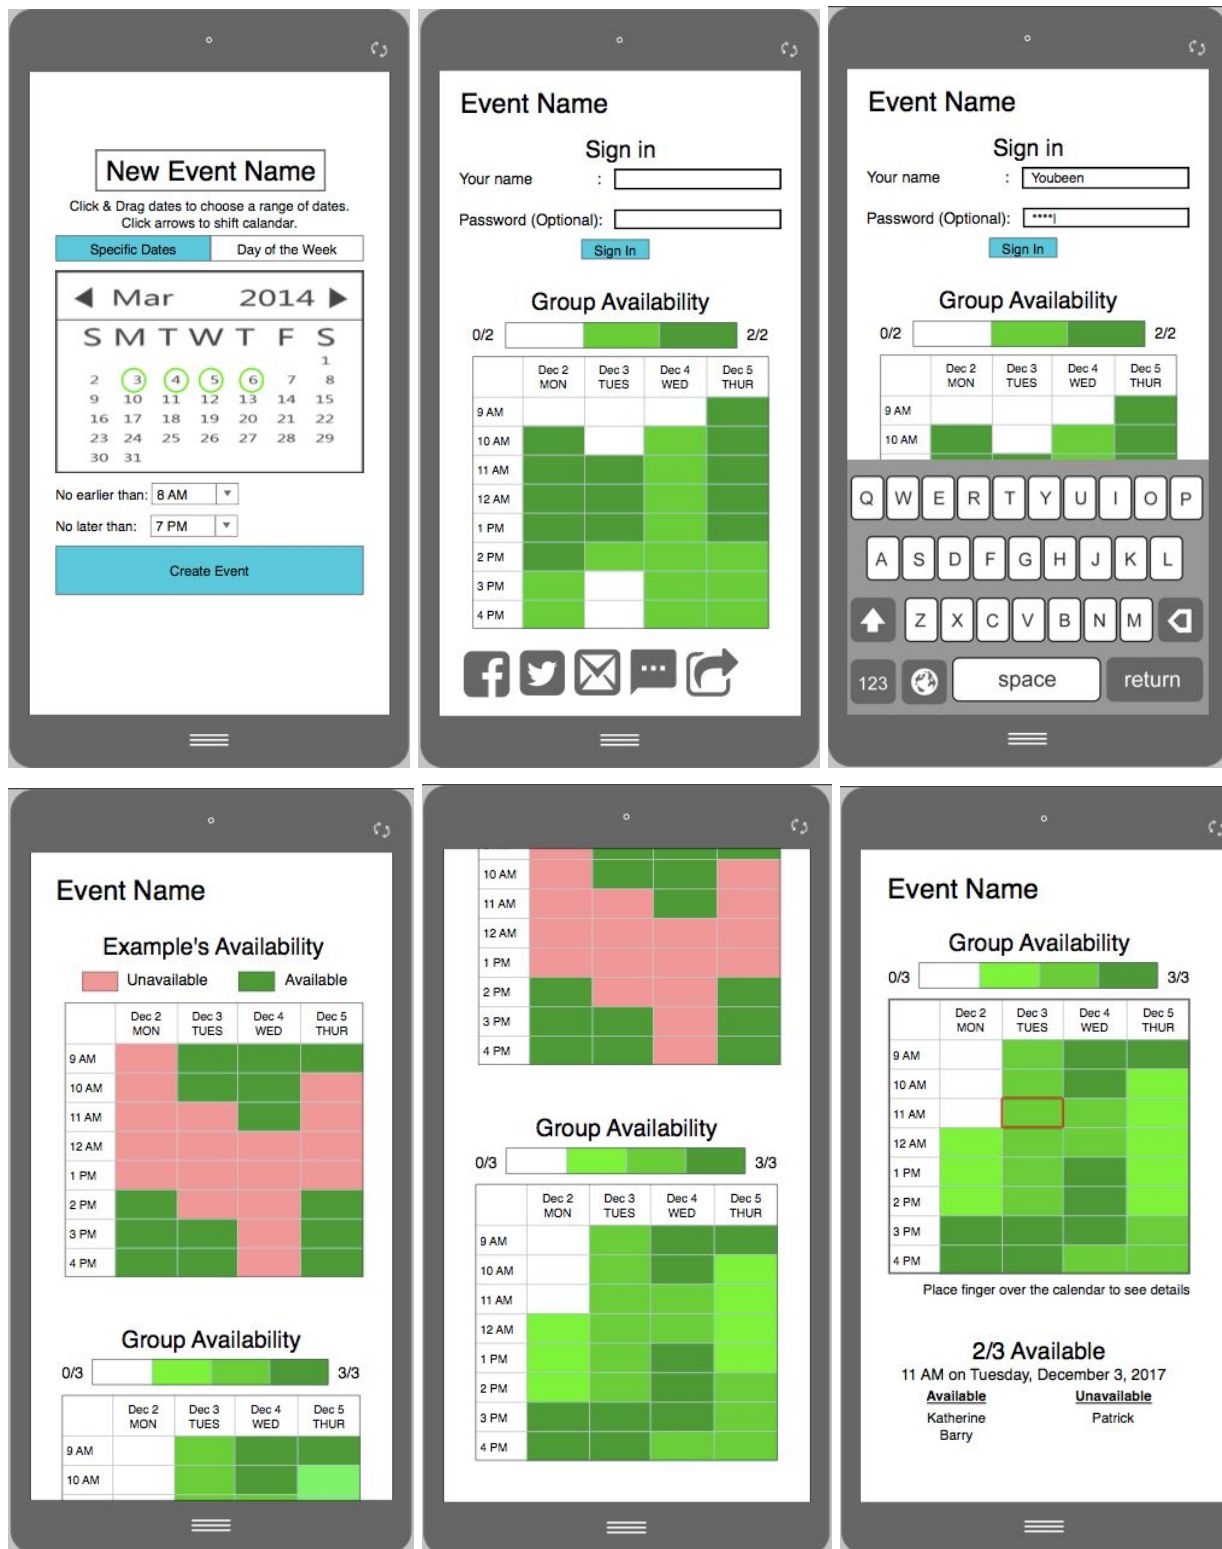 New Event Name
Click & Drag dates to choose a range of dates.
Click arrows to shift calandar.
Specific Dates Day of the Week
Mar 2014
S M T W T F S
1
2 3 4 5 6 7 8
9 10 11 12 13 14 15
16 17 18 19 20 21 22
23 24 25 26 27 28 29
30 31
No earlier than: 8 AM
No later than: 7 PM
Create Event
Event Name
Sign in
Your name :
Password (Optional):
Sign In
Group Availability
0/2 2/2
Dec 2 Dec 3 Dec 4 Dec 5
MON TUES WED THUR
9 AM
10 AM
11 AM
12 AM
1 PM
2 PM
3 PM
4 PM
Event Name
Sign in
Your name : Youbeen
Password (Optional): ****|
Sign In
Group Availability
0/2 2/2
Dec 2 Dec 3 Dec 4 Dec 5
MON TUES WED THUR
9 AM
10 AM
Q W E R T Y U I O P
A S D F G H J K L
Z X C V B N M
123 space return
Event Name
Example's Availability
Unavailable Available
Dec 2 Dec 3 Dec 4 Dec 5
MON TUES WED THUR
9 AM
10 AM
11 AM
12 AM
1 PM
2 PM
3 PM
4 PM
Group Availability
0/3 3/3
Dec 2 Dec 3 Dec 4 Dec 5
MON TUES WED THUR
9 AM
10 AM
10 AM
11 AM
12 AM
1 PM
2 PM
3 PM
4 PM
Group Availability
0/3 3/3
Dec 2 Dec 3 Dec 4 Dec 5
MON TUES WED THUR
9 AM
10 AM
11 AM
12 AM
1 PM
2 PM
3 PM
4 PM
Event Name
Group Availability
0/3 3/3
Dec 2 Dec 3 Dec 4 Dec 5
MON TUES WED THUR
9 AM
10 AM
11 AM
12 AM
1 PM
2 PM
3 PM
4 PM
Place finger over the calendar to see details
2/3 Available
11 AM on Tuesday, December 3, 2017
Available Unavailable
Katherine Patrick
Barry